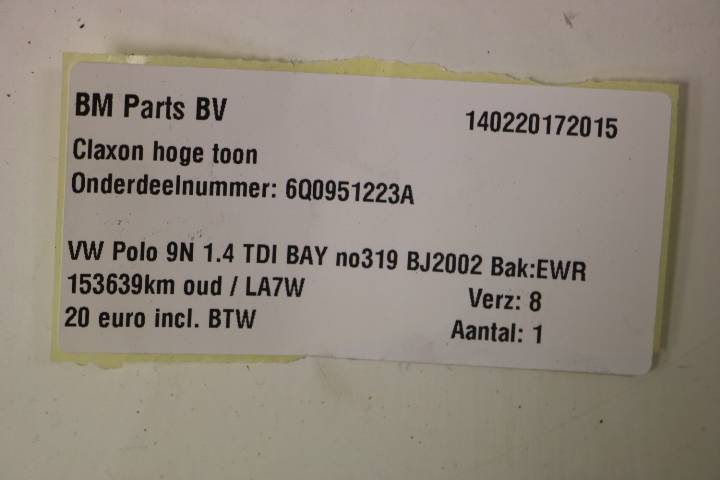 BM Parts BV 140220172015
Claxon hoge toon
Onderdeelnummer: 6Q0951223A
VW Polo 9N 1.4 TDI BAY no319 BJ2002 Bak:EWR
153639km oud / LA7W Verz: 8
20 euro incl. BTW Aantal: 1